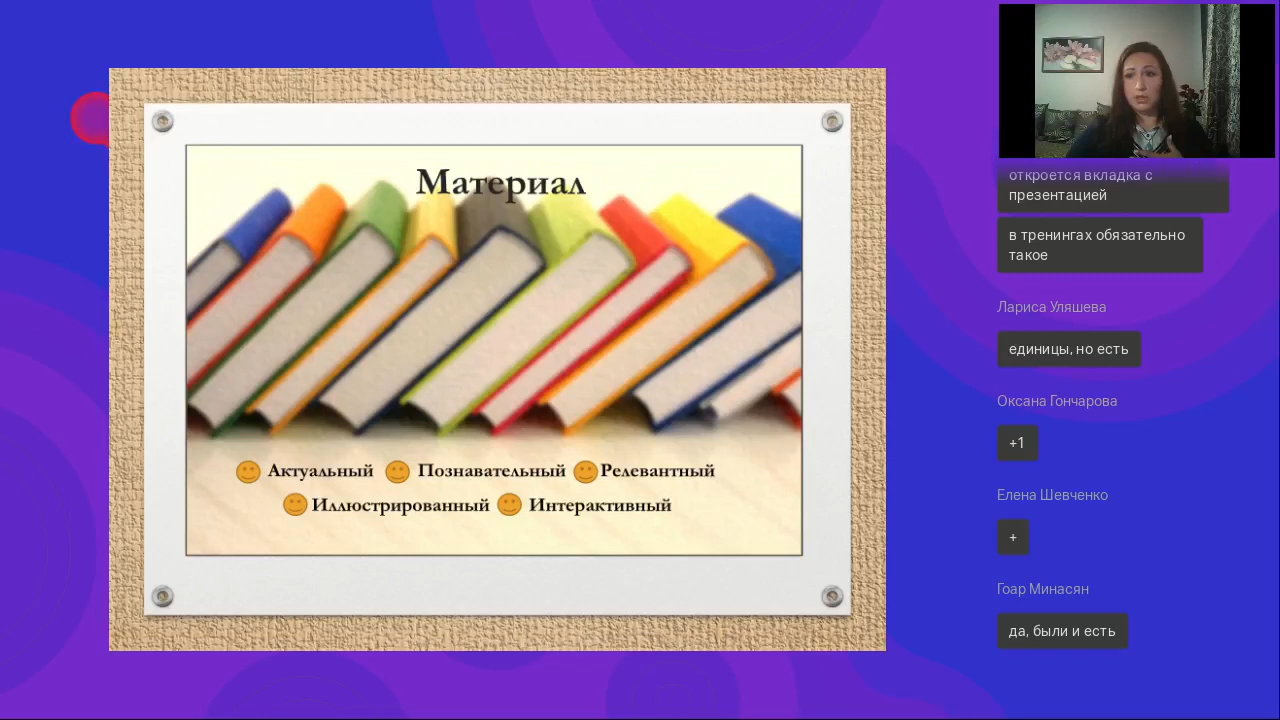 Материал
Актуальный Познавательный Релевантный
Иллюстрированный Интерактивный
откроется вкладка с
презентацией
в тренингах обязательно
такое
Лариса Уляшева
единицы, но есть
Оксана Гончарова
+1
Елена Шевченко
+
Гоар Минасян
да, были и есть